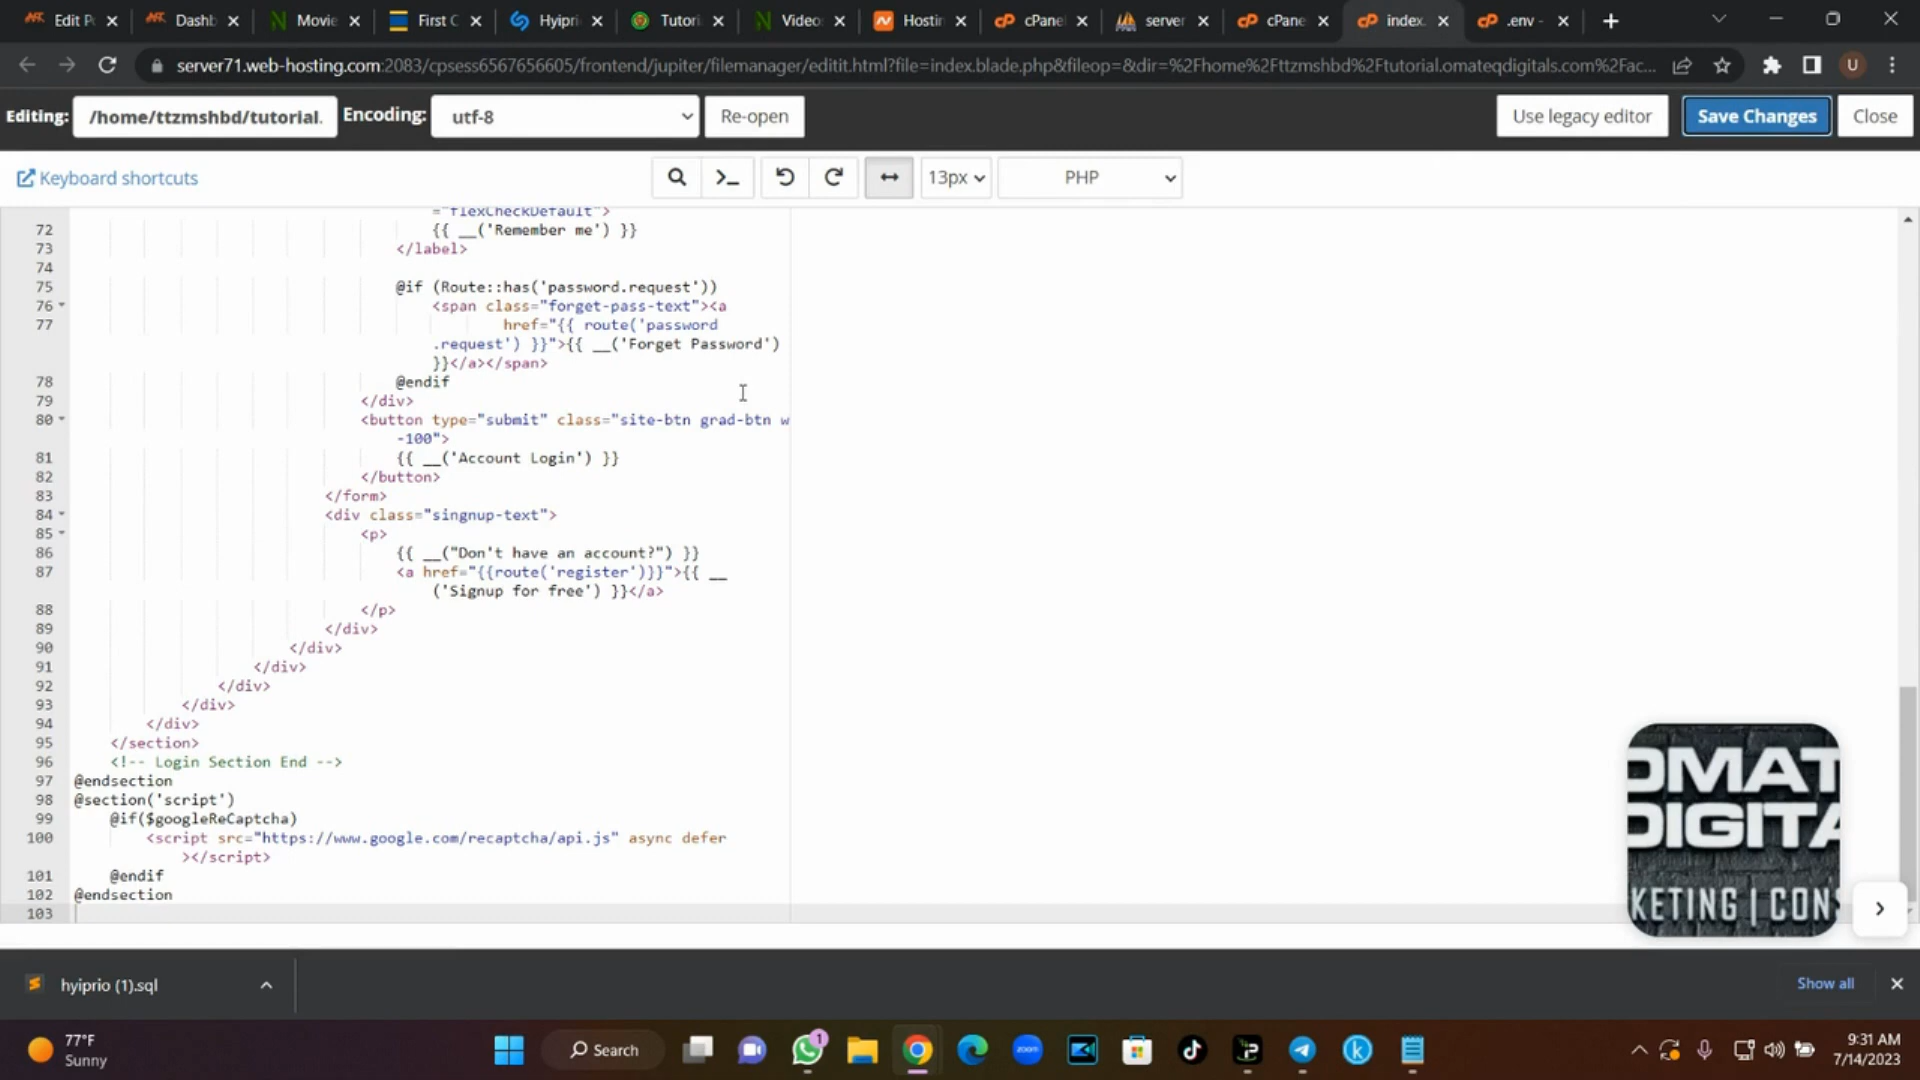 Edit P
Dashb
Movie
First C
Hyipri
Tutori
Video
Hostin
cPanel
server
cPane
index.
.env -
server71.web-hosting.com:2083/cpsess6567656605/frontend/jupiter/filemanager/editit.html?file=index.blade.php&fileop=&dir=%2Fhome%2Fttzmshbd%2Ftutorial.omateqdigitals.com%2Fac...
U
Editing:
/home/ttzmshbd/tutorial.
Encoding:
utf-8
Re-open
Use legacy editor
Save Changes
Close
Keyboard shortcuts
13px
PHP
="flexCheckDefault">
72 {{ __('Remember me') }}
73 </label>
74
75 @if (Route::has('password.request'))
76 <span class="forget-pass-text"><a
77 href="{{ route('password
.request') }}">{{ __('Forget Password')
}}</a></span>
78 @endif
79 </div>
80 <button type="submit" class="site-btn grad-btn w
-100">
81 {{ __('Account Login') }}
82 </button>
83 </form>
84 <div class="singnup-text">
85 <p>
86 {{ __("Don't have an account?") }}
87 <a href="{{route('register')}}">{{ __
('Signup for free') }}</a>
88 </p>
89 </div>
90 </div>
91 </div>
92 </div>
93 </div>
94 </div>
95 </section>
96 <!-- Login Section End -->
97 @endsection
98 @section('script')
99 @if($googleReCaptcha)
100 <script src="https://www.google.com/recaptcha/api.js" async defer
></script>
101 @endif
102 @endsection
103
OMAT
DIGITA
KETING | CON
hyiprio (1).sql
Show all
77°F
Sunny
Search
1
zoom
9:31 AM
7/14/2023